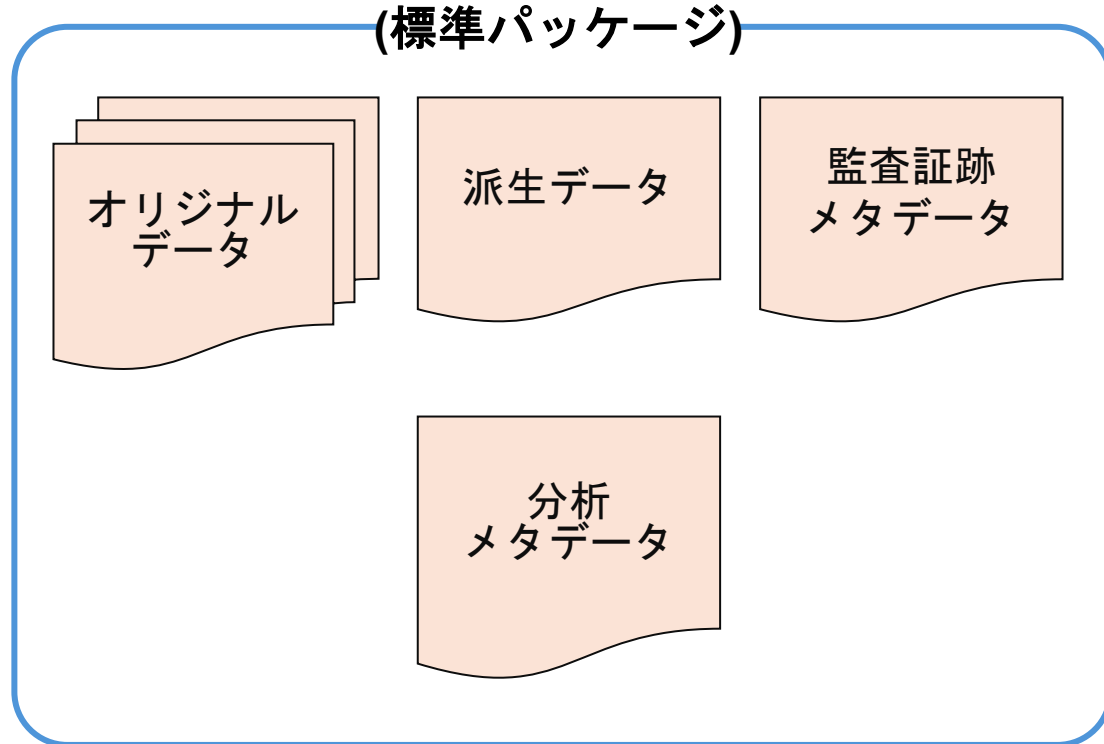 (標準パッケージ)
オリジナル
データ
派生データ
監査証跡
メタデータ
分析
メタデータ